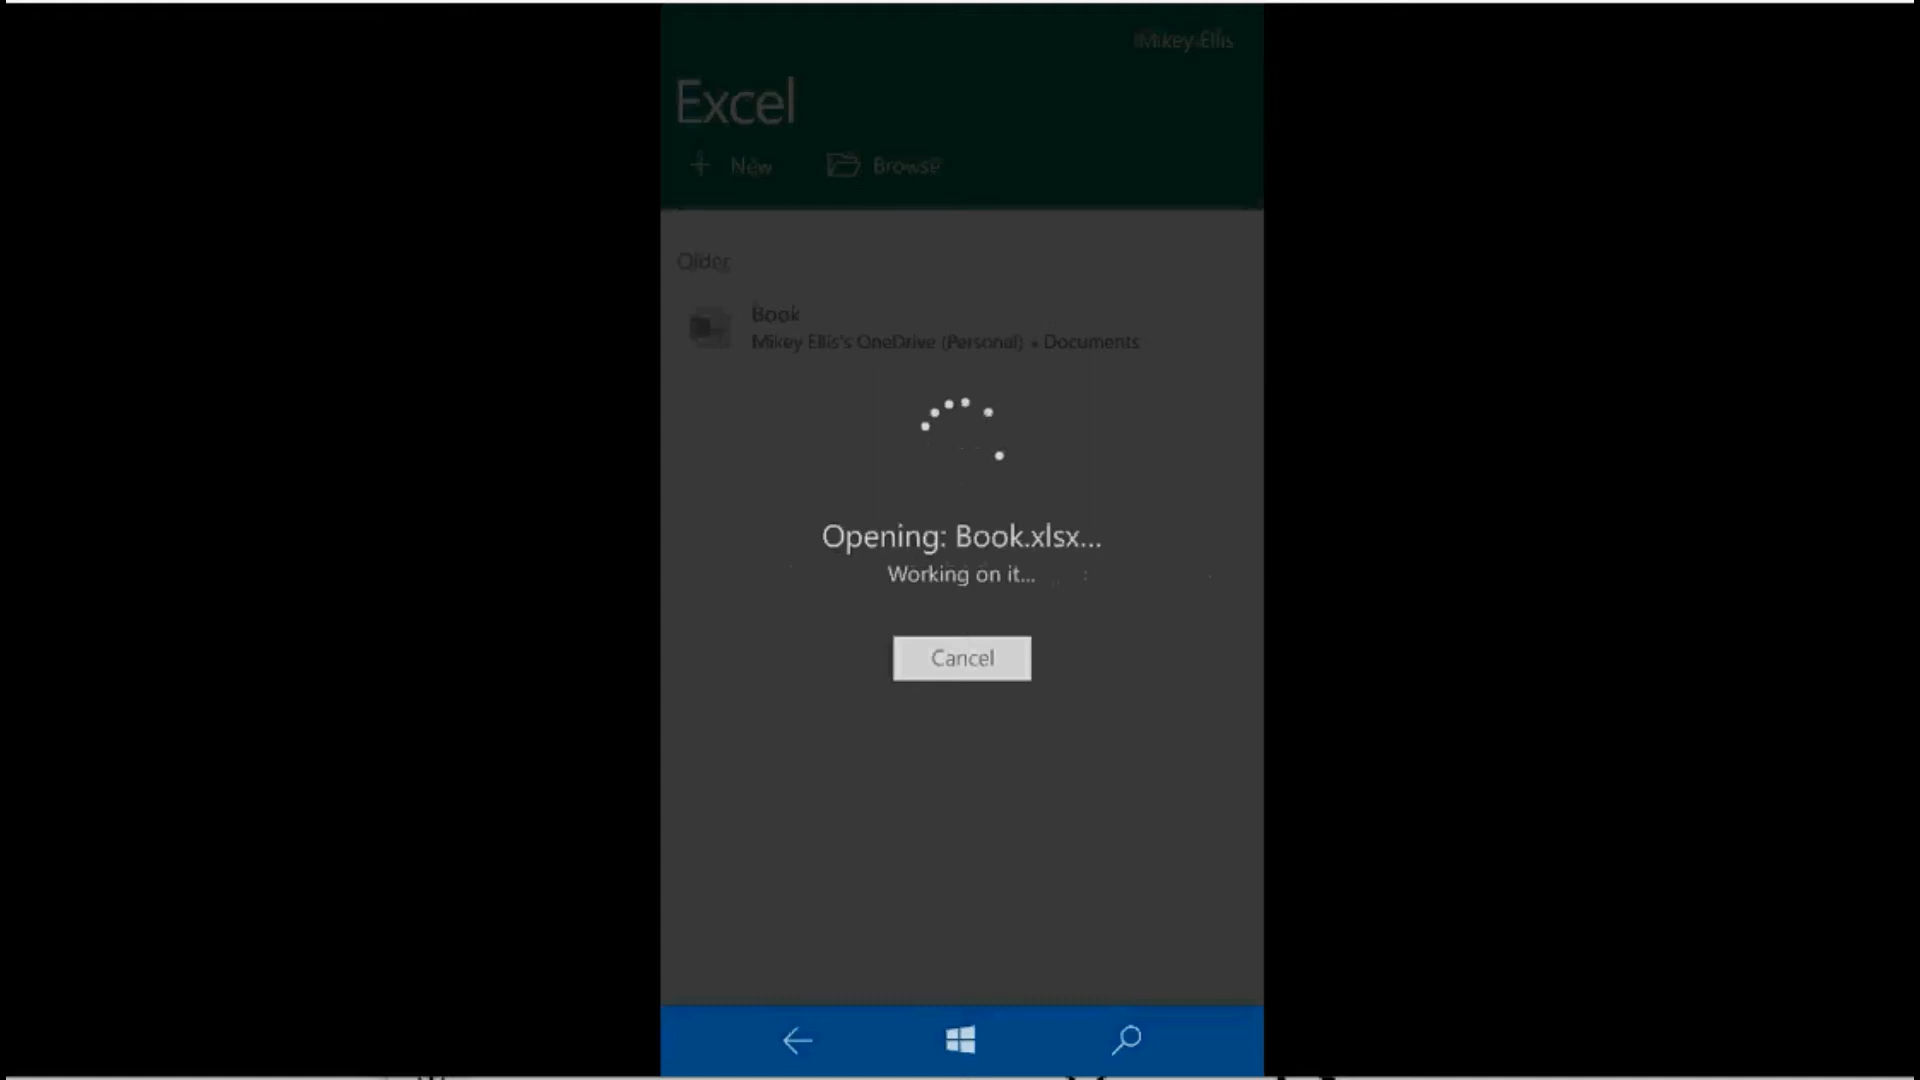 Mikey Ellis
Excel
New
Browse
Older
Book
Mikey Ellis's OneDrive (Personal) • Documents
Opening: Book.xlsx...
Working on it...
Cancel